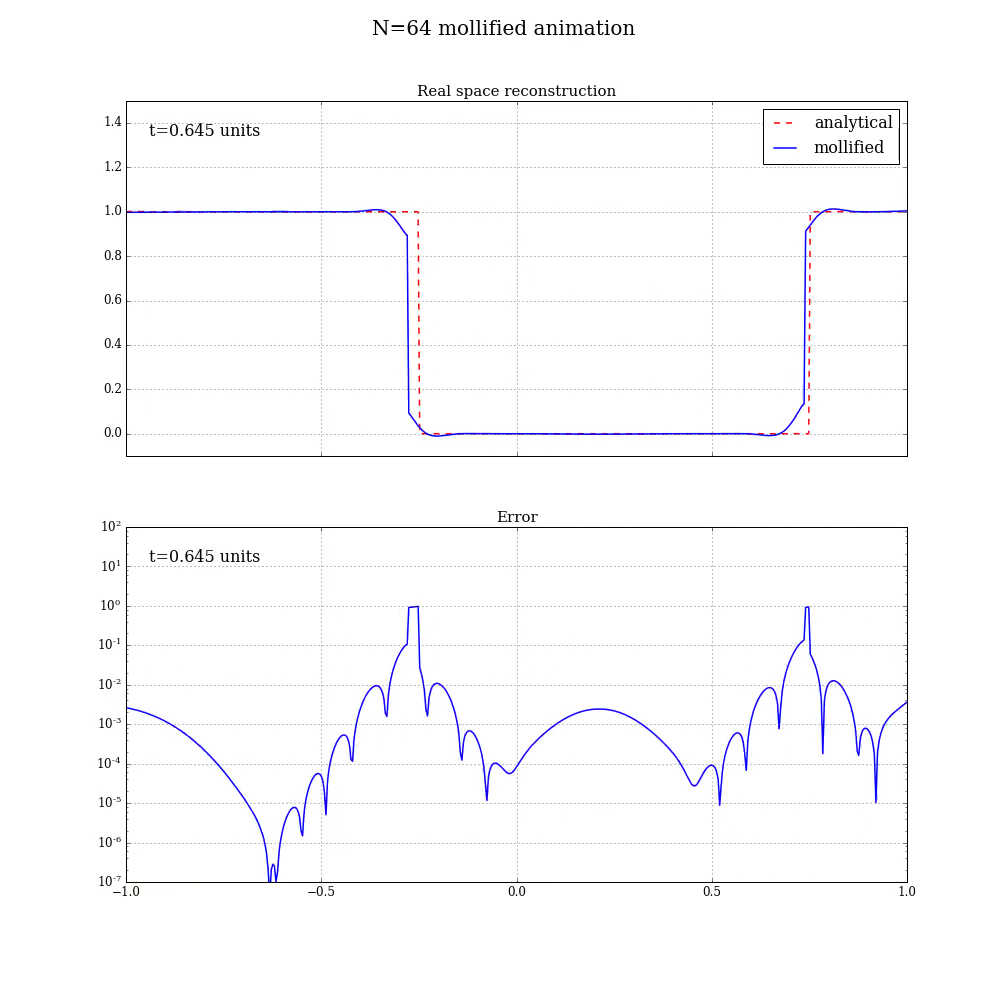 N=64 mollified animation
Real space reconstruction
t=0.645 units
analytical
mollified
1.4
1.2
1.0
0.8
0.6
0.4
0.2
0.0
Error
t=0.645 units
10²
10¹
10⁰
10⁻¹
10⁻²
10⁻³
10⁻⁴
10⁻⁵
10⁻⁶
10⁻⁷
−1.0 −0.5 0.0 0.5 1.0